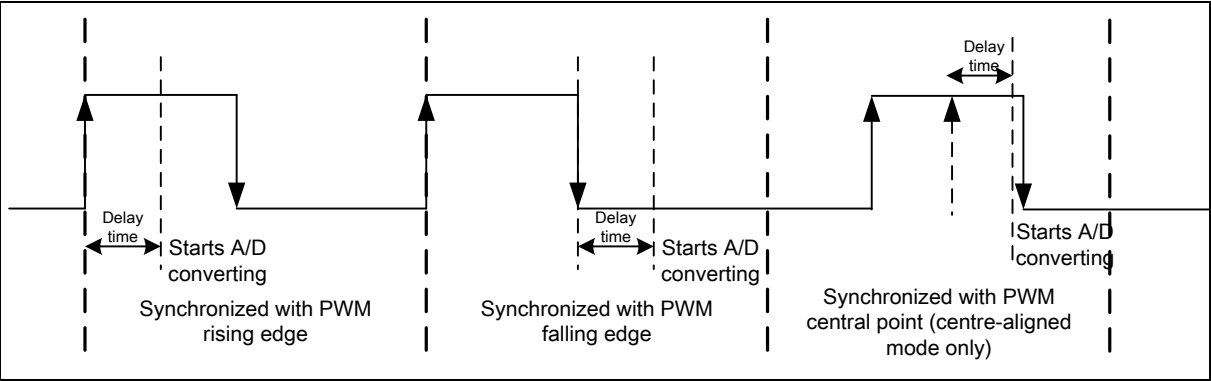 Delay
time
Starts A/D
converting
Synchronized with PWM
rising edge
Delay
time
Starts A/D
converting
Synchronized with PWM
falling edge
Delay
time
Starts A/D
converting
Synchronized with PWM
central point (centre-aligned
mode only)